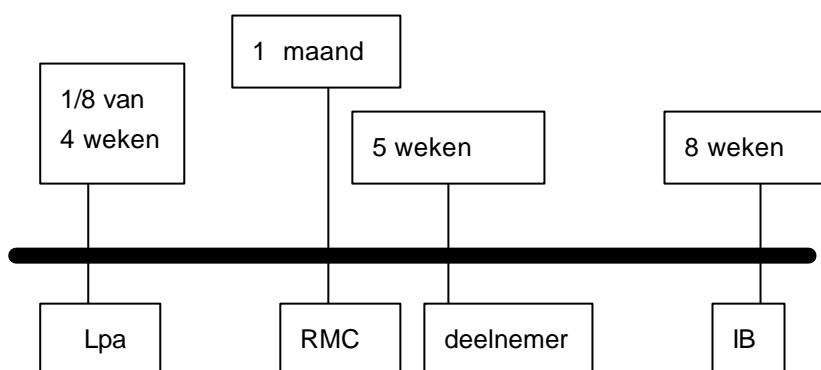 1 maand
1/8 van
4 weken
5 weken
8 weken
Lpa
RMC
deelnemer
IB